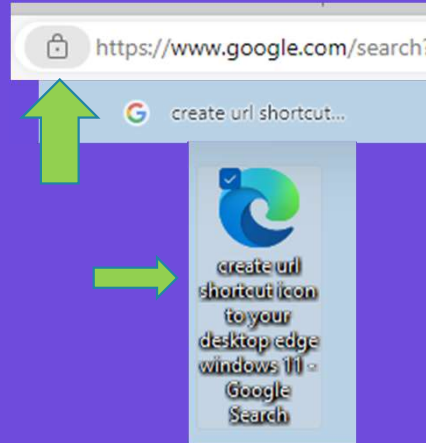 https://www.google.com/search?
create url shortcut...
create url
shortcut icon
to your
desktop edge
windows 11 -
Google
Search